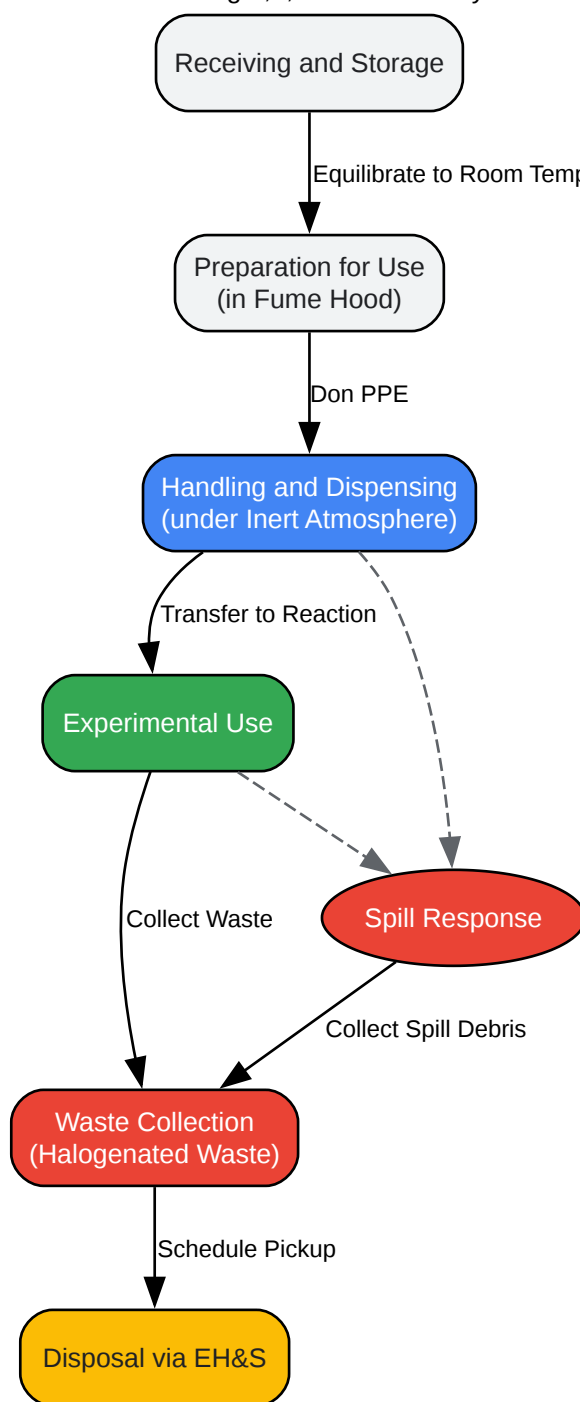 Receiving and Storage
Equilibrate to Room Temp
Preparation for Use
(in Fume Hood)
Don PPE
Handling and Dispensing
(under Inert Atmosphere)
Transfer to Reaction
Experimental Use
Collect Waste
Spill Response
Collect Spill Debris
Waste Collection
(Halogenated Waste)
Schedule Pickup
Disposal via EH&S